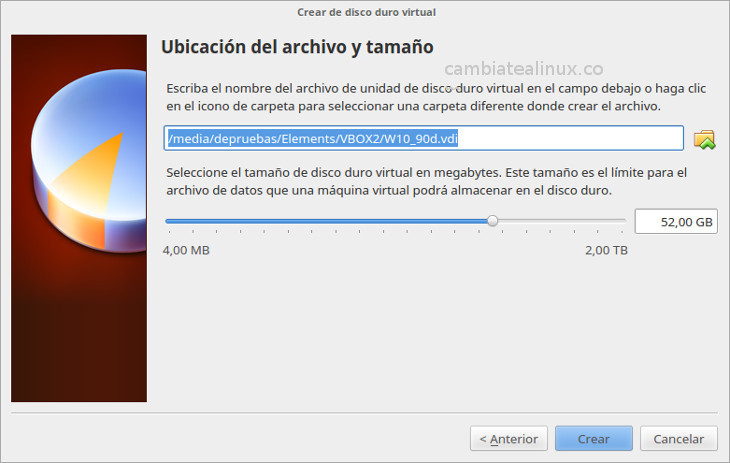 Crear de disco duro virtual
Ubicación del archivo y tamaño
cambiatealinux.co
Escriba el nombre del archivo de unidad de disco duro virtual en el campo debajo o haga clic
en el icono de carpeta para seleccionar una carpeta diferente donde crear el archivo.
/media/depruebas/Elements/VBOX2/W10_90d.vdi
Seleccione el tamaño de disco duro virtual en megabytes. Este tamaño es el límite para el
archivo de datos que una máquina virtual podrá almacenar en el disco duro.
52,00 GB
4,00 MB 2,00 TB
< Anterior Crear Cancelar